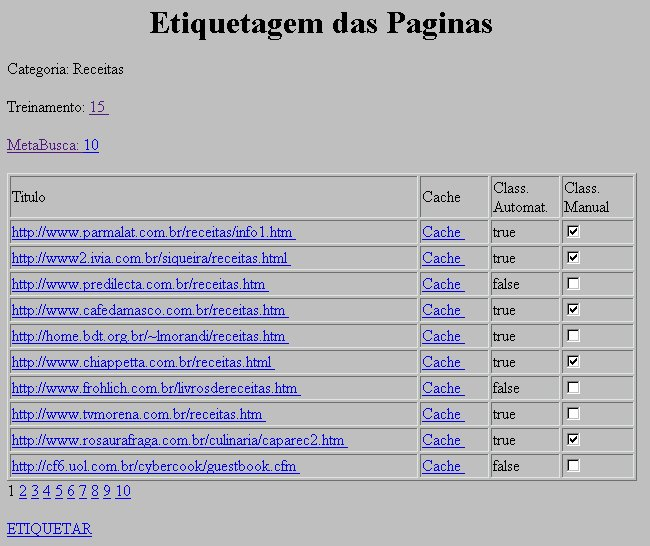 Etiquetagem das Paginas
Categoria: Receitas
Treinamento: 15
MetaBusca: 10
Titulo Cache Class. Automat. Class. Manual
http://www.parmalat.com.br/receitas/info1.htm Cache true
http://www2.ivia.com.br/siqueira/receitas.html Cache true
http://www.predilecta.com.br/receitas.htm Cache false
http://www.cafedamasco.com.br/receitas.htm Cache true
http://home.bdt.org.br/~lmorandi/receitas.htm Cache true
http://www.chiappetta.com.br/receitas.html Cache true
http://www.frohlich.com.br/livrosdereceitas.htm Cache false
http://www.tvmorena.com.br/receitas.htm Cache true
http://www.rosaurafraga.com.br/culinaria/caparec2.htm Cache true
http://cf6.uol.com.br/cybercook/guestbook.cfm Cache false
1 2 3 4 5 6 7 8 9 10
ETIQUETAR